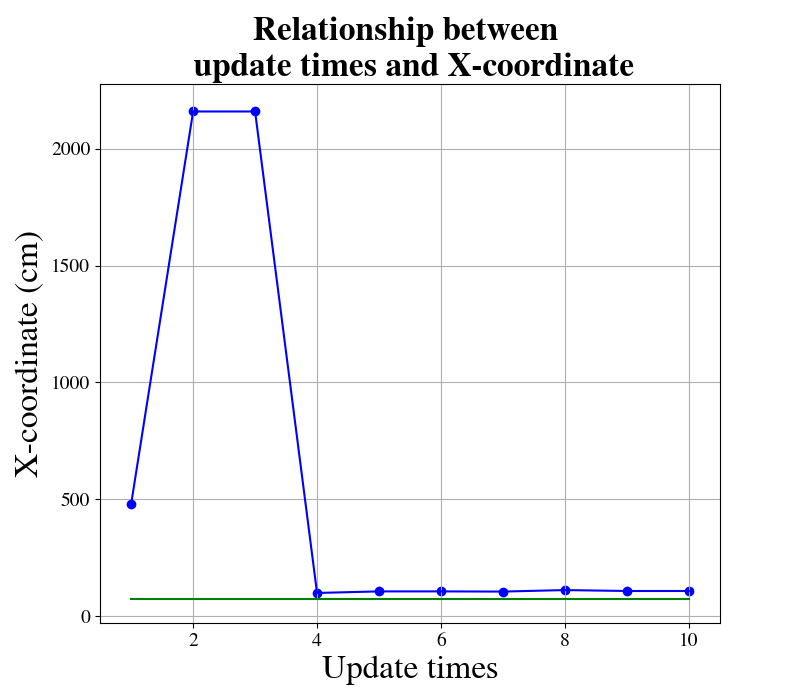 Relationship between
update times and X-coordinate
2000
1500
1000
500
0
X-coordinate (cm)
2 4 6 8 10
Update times